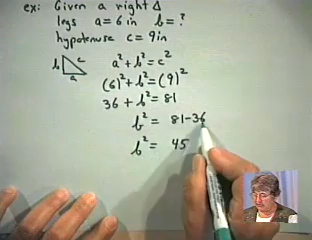 ex: Given a right Δ
legs a=6 in b=?
hypotenuse c=9in
b c
a
a²+b²=c²
(6)²+b²=(9)²
36+b²=81
b²= 81-36
b²= 45